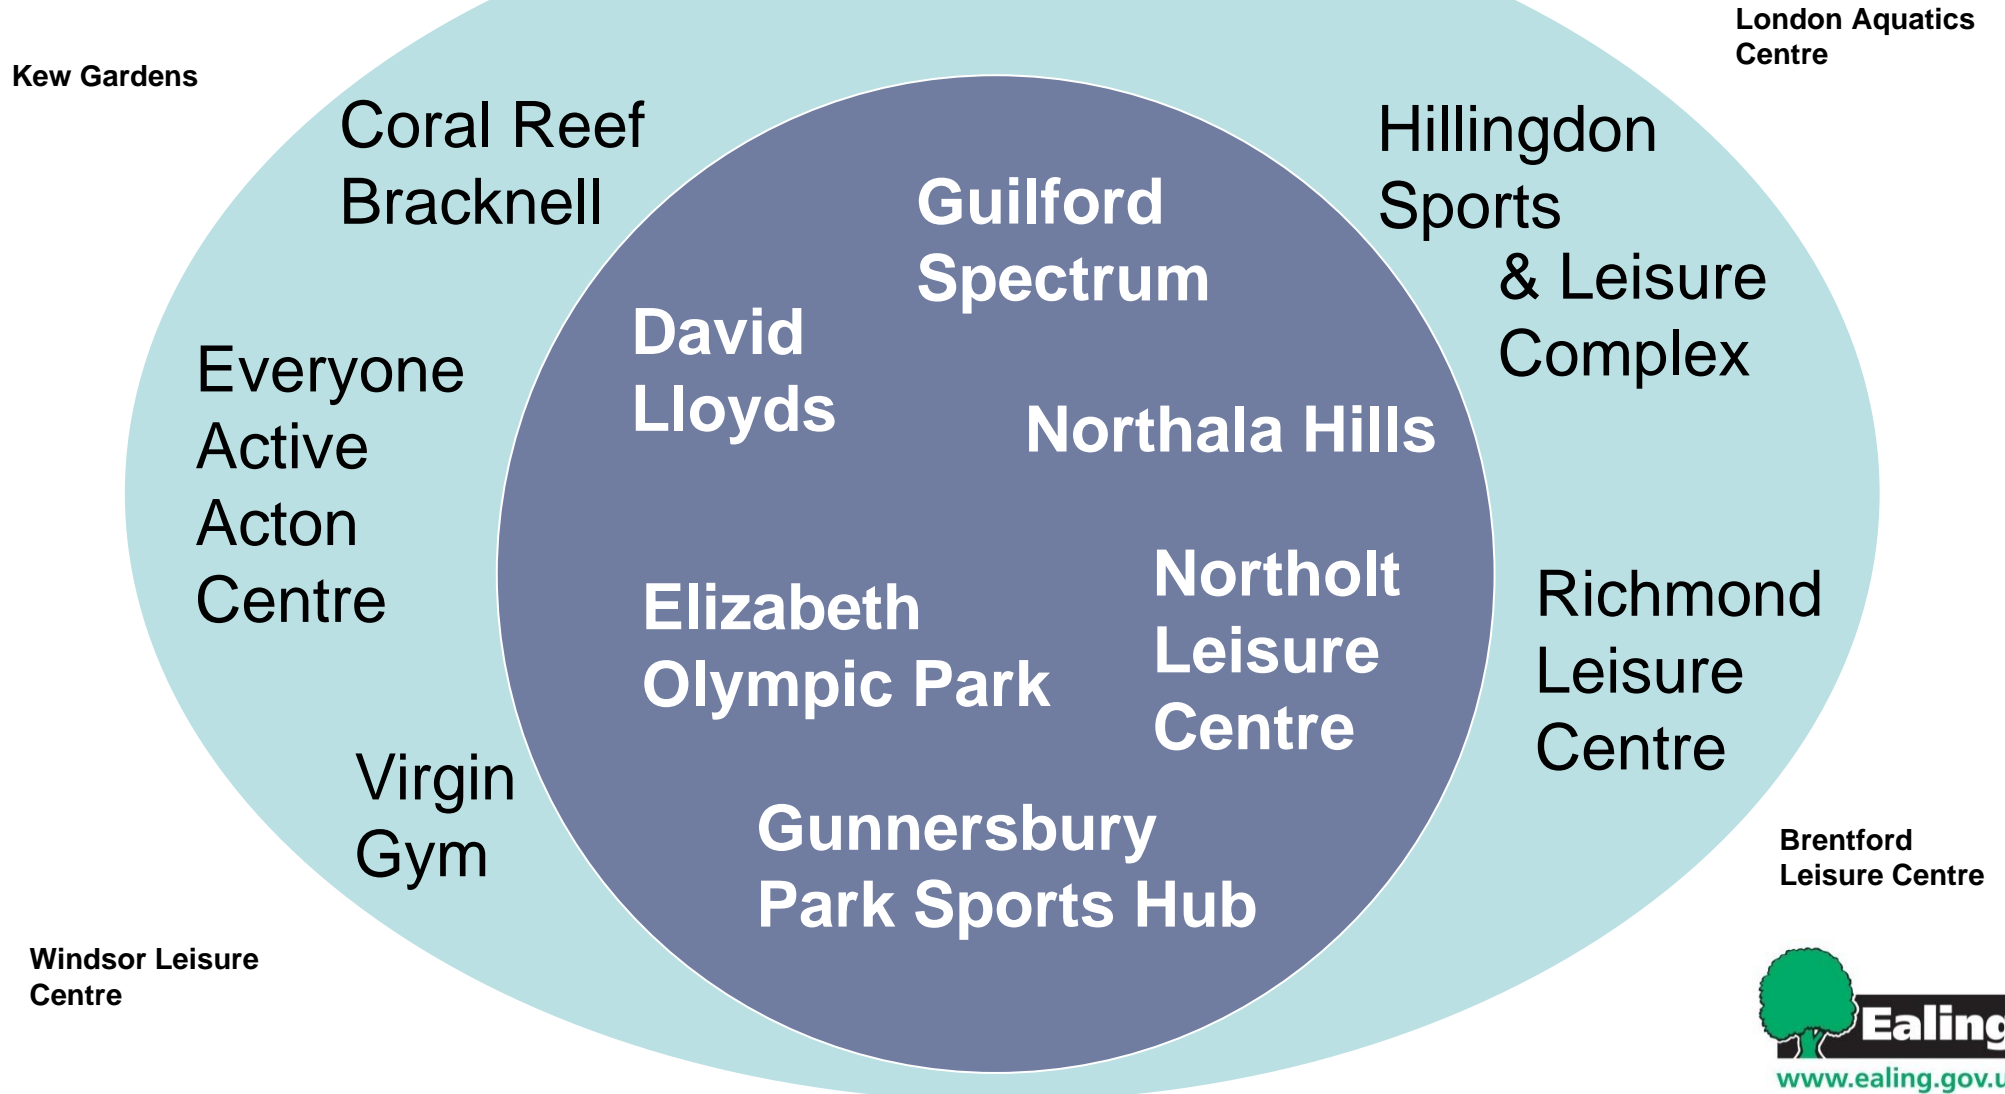 London Aquatics
Centre
Kew Gardens
Coral Reef
Bracknell
Hillingdon
Sports
& Leisure
Complex
Guilford
Spectrum
David
Lloyds
Northala Hills
Everyone
Active
Acton
Centre
Elizabeth
Olympic Park
Northolt
Leisure
Centre
Richmond
Leisure
Centre
Virgin
Gym
Gunnersbury
Park Sports Hub
Brentford
Leisure Centre
Windsor Leisure
Centre
Ealing
www.ealing.gov.u